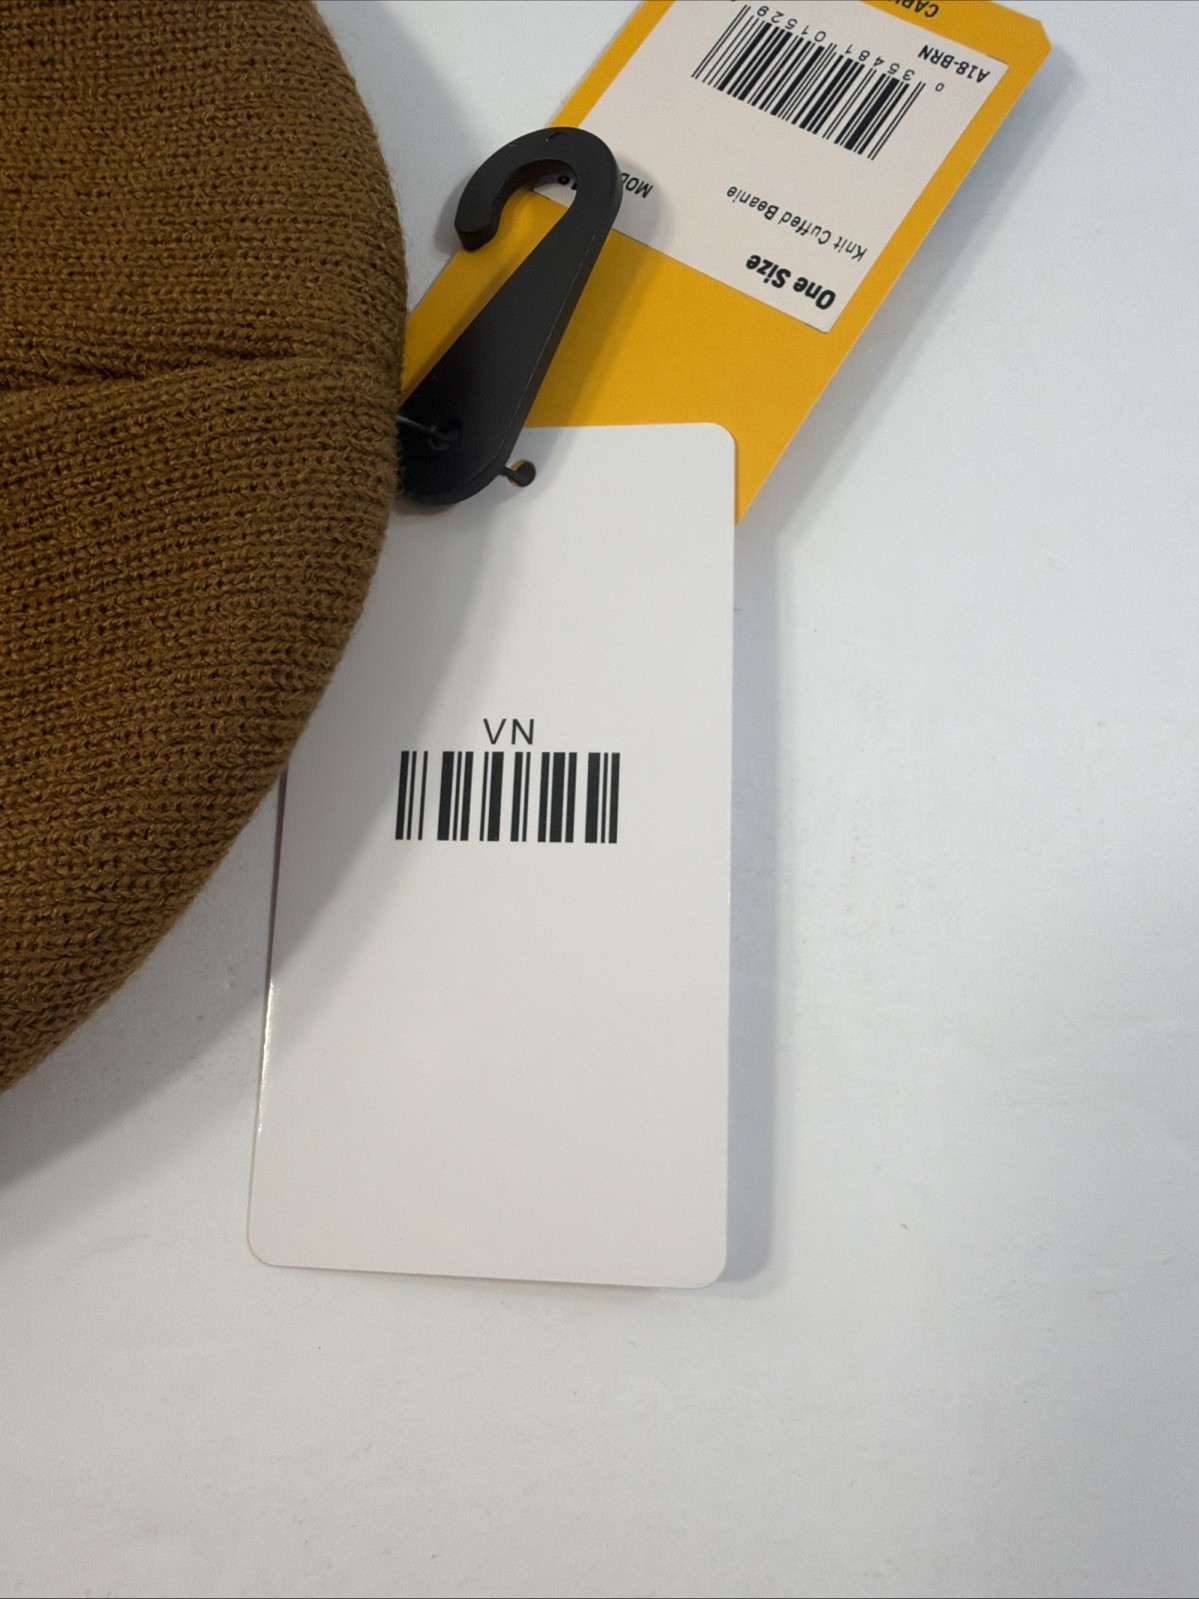 One Size
Knit Cuffed Beanie
0 35481 01529
A18-BRN
VN